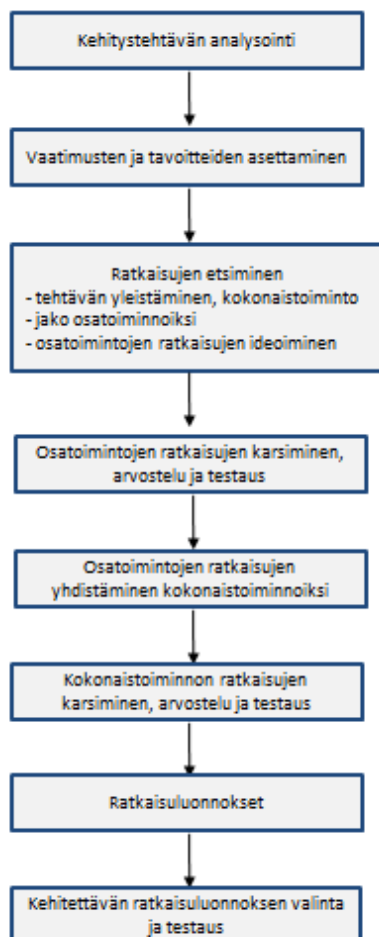 Kehitystehtävän analysointi
Vaatimusten ja tavoitteiden asettaminen
Ratkaisujen etsiminen
- tehtävän yleistäminen, kokonaistoiminto
- jako osatoiminnoiksi
- osatoimintojen ratkaisujen ideoiminen
Osatoimintojen ratkaisujen karsiminen,
arvostelu ja testaus
Osatoimintojen ratkaisujen
yhdistäminen kokonaistoiminnoiksi
Kokonaistoiminnon ratkaisujen
karsiminen, arvostelu ja testaus
Ratkaisuluonnokset
Kehitettävän ratkaisuluonnoksen valinta
ja testaus